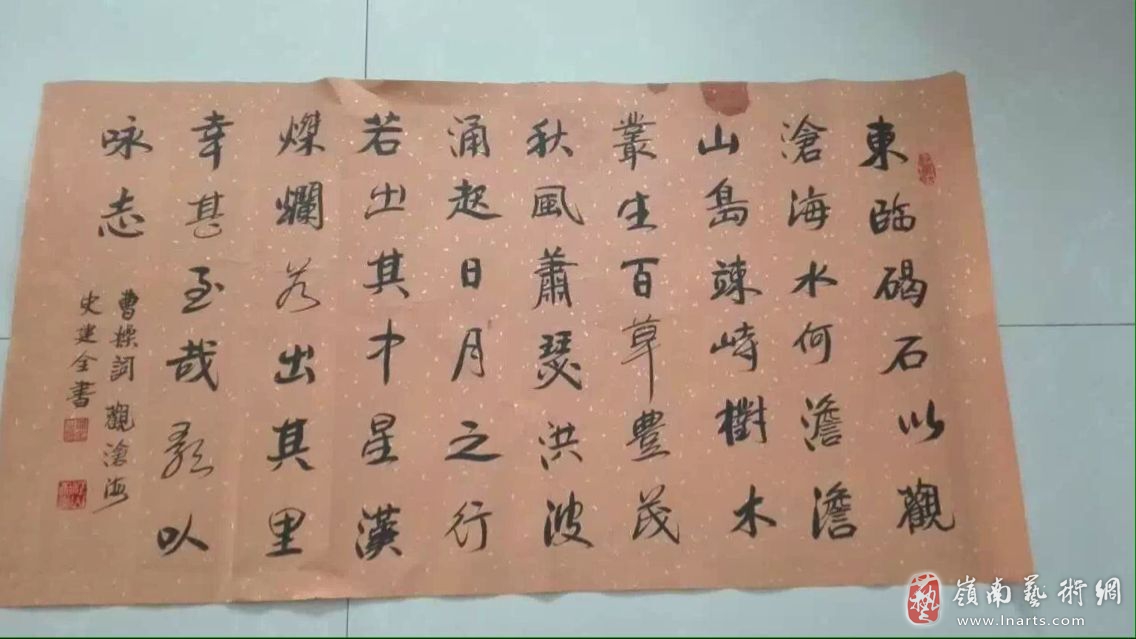 東臨碣石以觀
滄海水何澹澹
山島竦峙樹木
叢生百草豐茂
秋風蕭瑟洪波
涌起日月之行
若出其中星漢
燦爛若出其里
幸甚至哉歌以
咏志
曹操詞觀滄海
史建全書
嶺南藝術網
www.lnarts.com